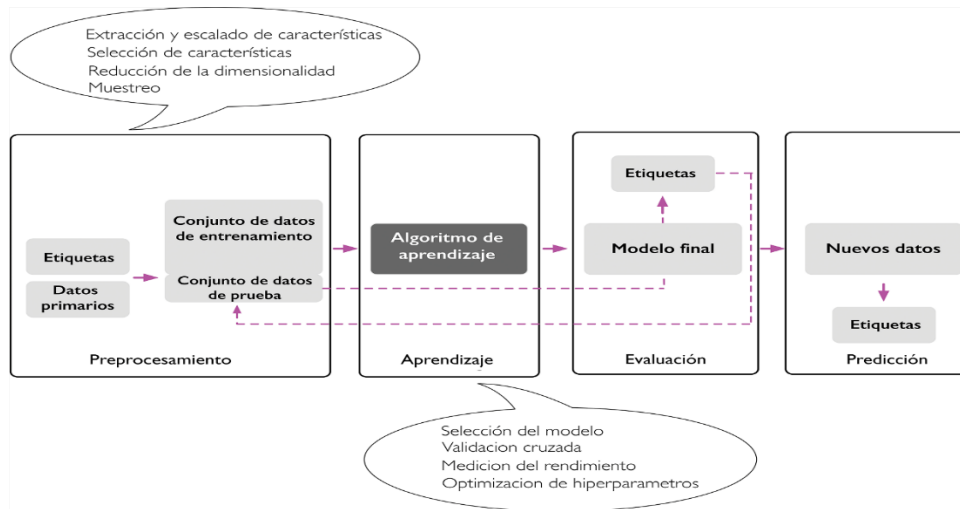 Extracción y escalado de características
Selección de características
Reducción de la dimensionalidad
Muestreo
Etiquetas
Datos
primarios
Conjunto de datos
de entrenamiento
Conjunto de datos
de prueba
Preprocesamiento
Algoritmo de
aprendizaje
Aprendizaje
Etiquetas
Modelo final
Evaluación
Nuevos datos
Etiquetas
Predicción
Selección del modelo
Validacion cruzada
Medicion del rendimiento
Optimizacion de hiperparametros